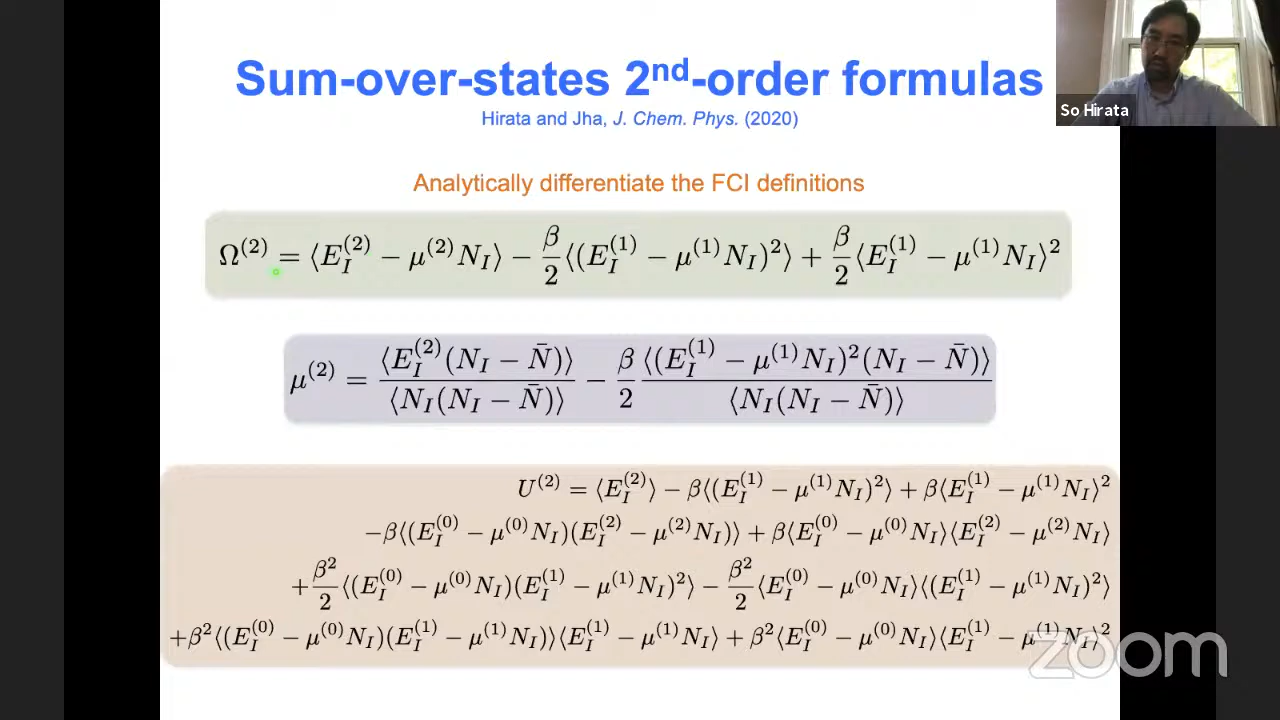 Sum-over-states 2nd-order formulas
Hirata and Jha, J. Chem. Phys. (2020)
So Hirata
Analytically differentiate the FCI definitions
Ω^{(2)} = ⟨E_I^{(2)} − μ^{(2)}N_I⟩ − β/2⟨(E_I^{(1)} − μ^{(1)}N_I)^2⟩ + β/2⟨E_I^{(1)} − μ^{(1)}N_I⟩^2
μ^{(2)} = ⟨E_I^{(2)}(N_I − N̄)⟩/⟨N_I(N_I − N̄)⟩ − β/2 ⟨(E_I^{(1)} − μ^{(1)}N_I)^2(N_I − N̄)⟩/⟨N_I(N_I − N̄)⟩
U^{(2)} = ⟨E_I^{(2)}⟩ − β⟨(E_I^{(1)} − μ^{(1)}N_I)^2⟩ + β⟨E_I^{(1)} − μ^{(1)}N_I⟩^2
−β⟨(E_I^{(0)} − μ^{(0)}N_I)(E_I^{(2)} − μ^{(2)}N_I)⟩ + β⟨E_I^{(0)} − μ^{(0)}N_I⟩⟨E_I^{(2)} − μ^{(2)}N_I⟩
+β^2/2⟨(E_I^{(0)} − μ^{(0)}N_I)(E_I^{(1)} − μ^{(1)}N_I)^2⟩ − β^2/2⟨E_I^{(0)} − μ^{(0)}N_I⟩⟨(E_I^{(1)} − μ^{(1)}N_I)^2⟩
+β^2⟨(E_I^{(0)} − μ^{(0)}N_I)(E_I^{(1)} − μ^{(1)}N_I)⟩⟨E_I^{(1)} − μ^{(1)}N_I⟩ + β^2⟨E_I^{(0)} − μ^{(0)}N_I⟩⟨E_I^{(1)} − μ^{(1)}N_I⟩^2
zoom